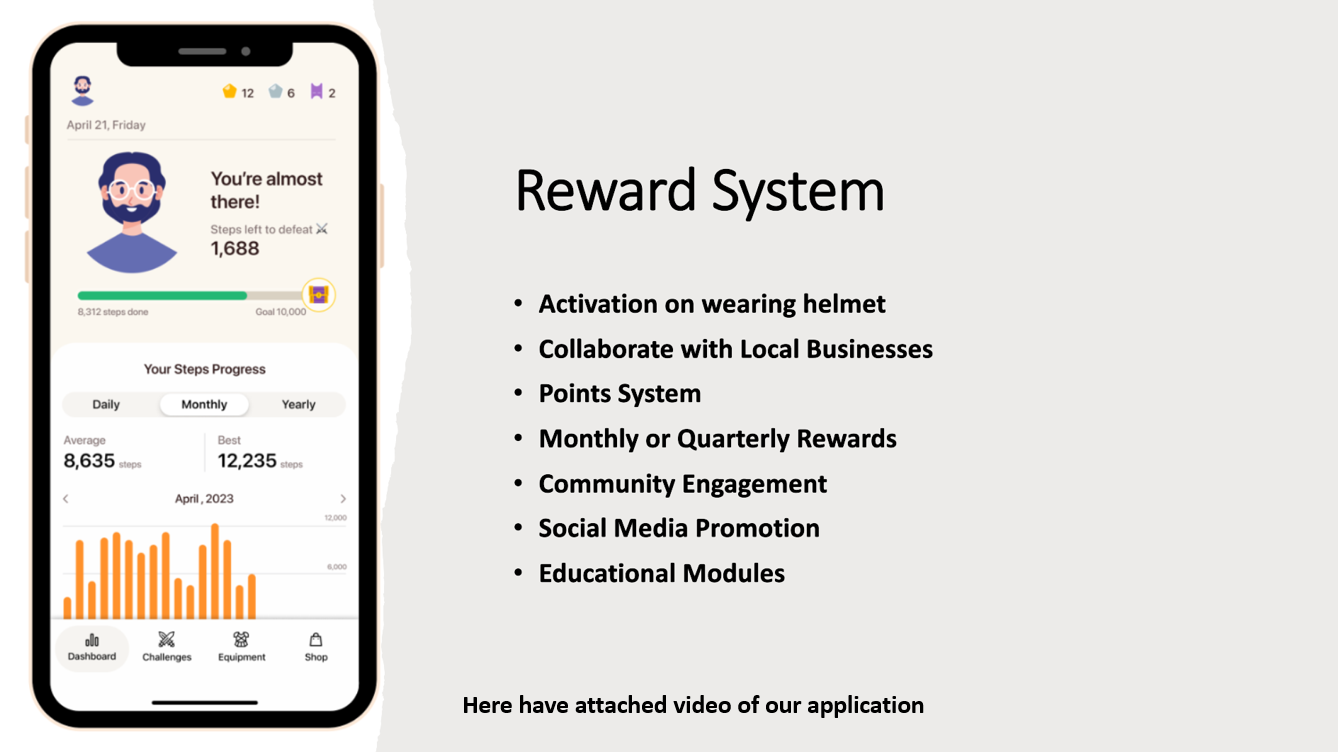 12 6 2
April 21, Friday
You're almost
there!
Steps left to defeat
1,688
8,312 steps done Goal 10,000
Your Steps Progress
Daily Monthly Yearly
Average Best
8,635 steps 12,235 steps
April , 2023
12,000
6,000
Dashboard Challenges Equipment Shop
Reward System
• Activation on wearing helmet
• Collaborate with Local Businesses
• Points System
• Monthly or Quarterly Rewards
• Community Engagement
• Social Media Promotion
• Educational Modules
Here have attached video of our application